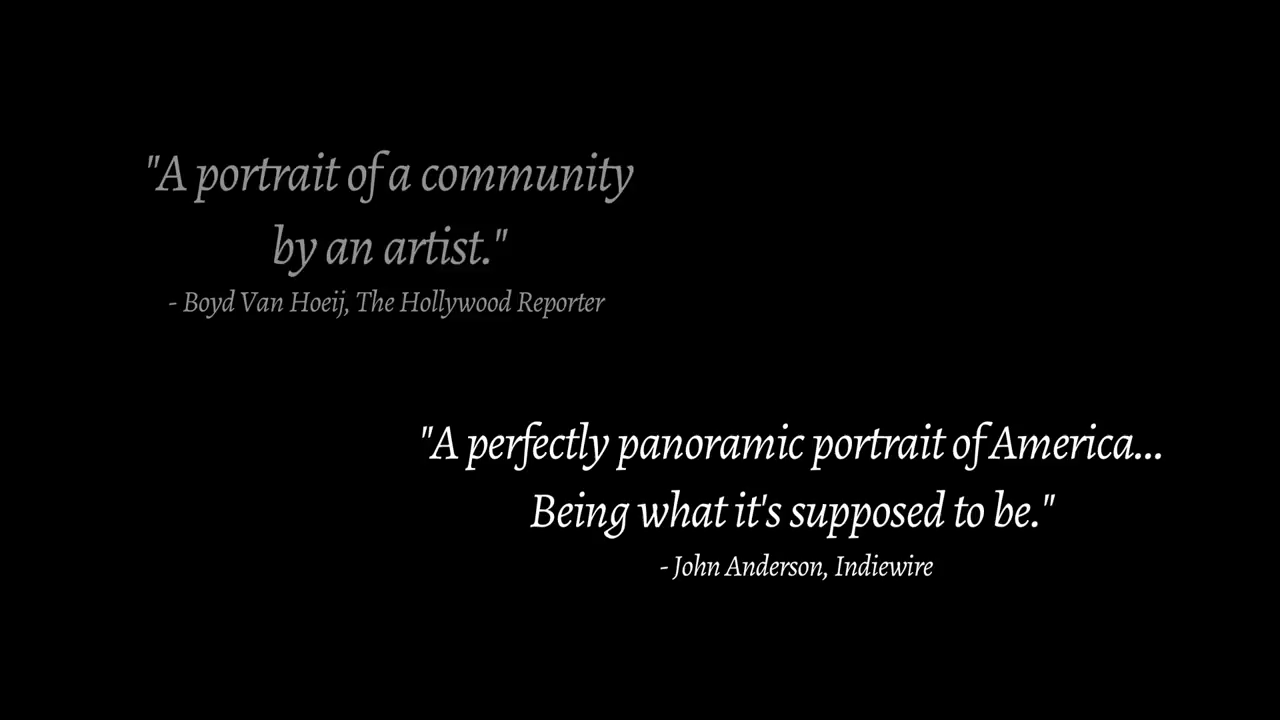 "A portrait of a community
by an artist."
- Boyd Van Hoeij, The Hollywood Reporter
"A perfectly panoramic portrait of America...
Being what it's supposed to be."
- John Anderson, Indiewire